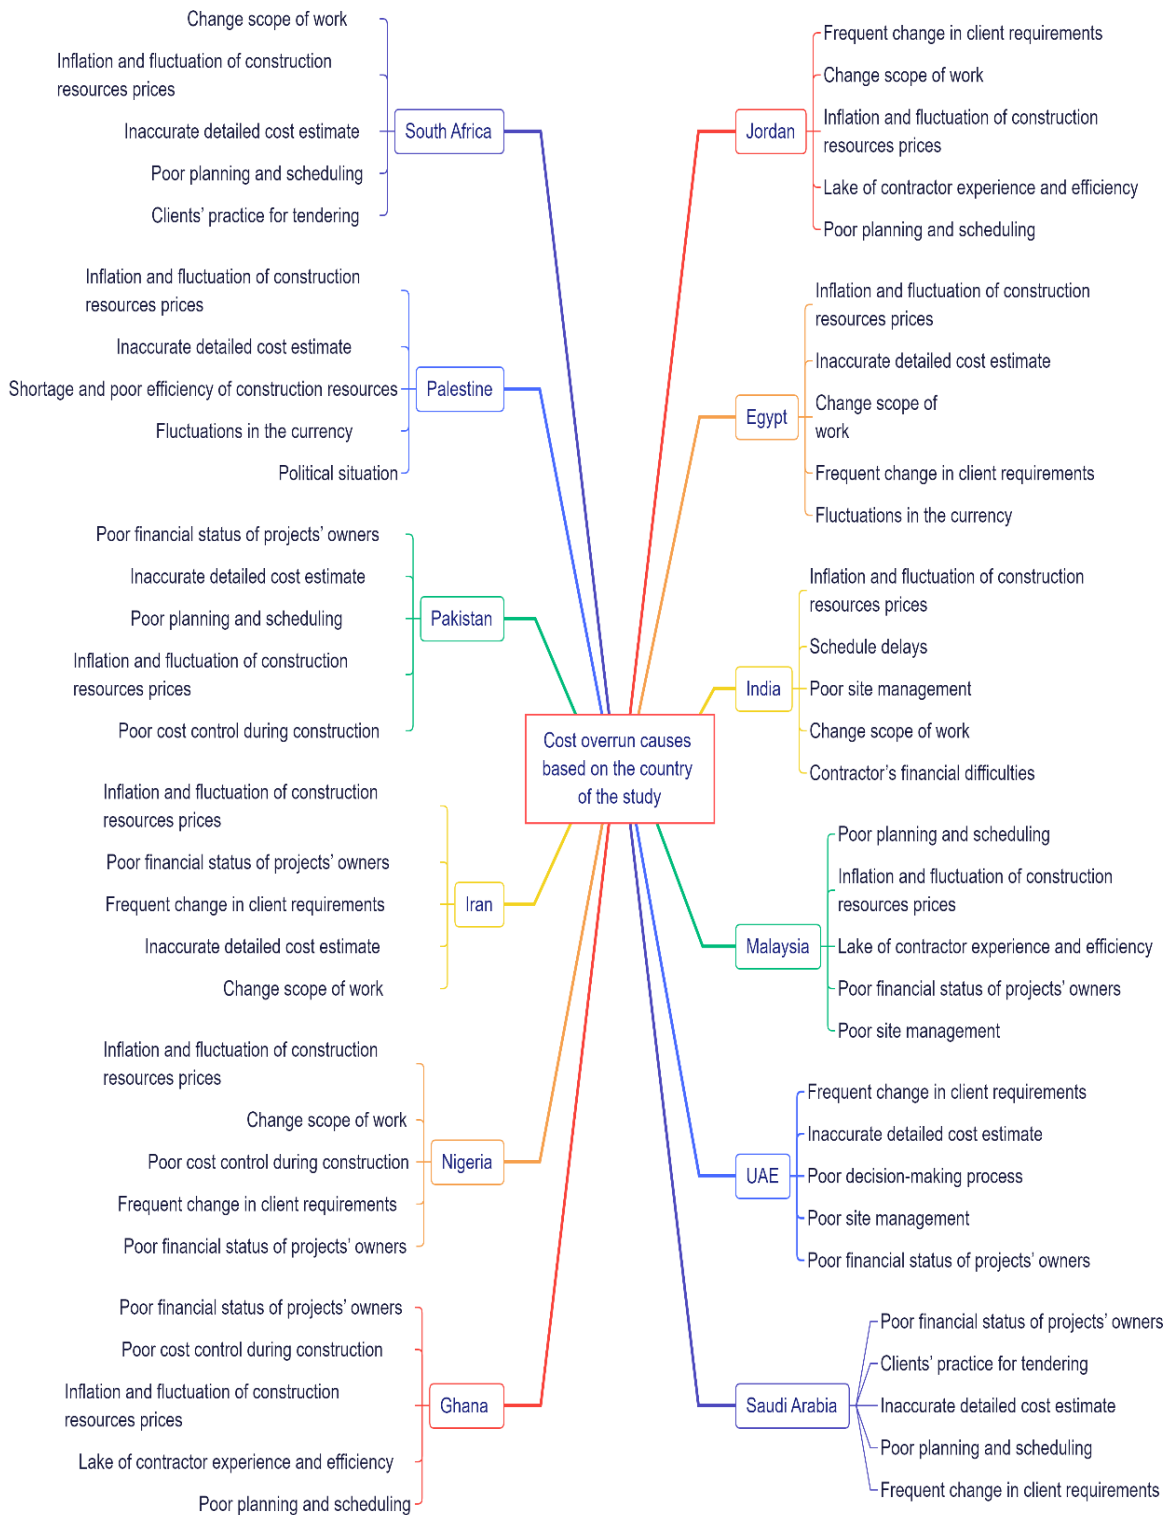 Cost overrun causes
based on the country
of the study
South Africa
Change scope of work
Inflation and fluctuation of construction
resources prices
Inaccurate detailed cost estimate
Poor planning and scheduling
Clients' practice for tendering
Palestine
Inflation and fluctuation of construction
resources prices
Inaccurate detailed cost estimate
Shortage and poor efficiency of construction resources
Fluctuations in the currency
Political situation
Pakistan
Poor financial status of projects' owners
Inaccurate detailed cost estimate
Poor planning and scheduling
Inflation and fluctuation of construction
resources prices
Poor cost control during construction
Iran
Inflation and fluctuation of construction
resources prices
Poor financial status of projects' owners
Frequent change in client requirements
Inaccurate detailed cost estimate
Change scope of work
Nigeria
Inflation and fluctuation of construction
resources prices
Change scope of work
Poor cost control during construction
Frequent change in client requirements
Poor financial status of projects' owners
Ghana
Poor financial status of projects' owners
Poor cost control during construction
Inflation and fluctuation of construction
resources prices
Lake of contractor experience and efficiency
Poor planning and scheduling
Jordan
Frequent change in client requirements
Change scope of work
Inflation and fluctuation of construction
resources prices
Lake of contractor experience and efficiency
Poor planning and scheduling
Egypt
Inflation and fluctuation of construction
resources prices
Inaccurate detailed cost estimate
Change scope of
work
Frequent change in client requirements
Fluctuations in the currency
India
Inflation and fluctuation of construction
resources prices
Schedule delays
Poor site management
Change scope of work
Contractor's financial difficulties
Malaysia
Poor planning and scheduling
Inflation and fluctuation of construction
resources prices
Lake of contractor experience and efficiency
Poor financial status of projects' owners
Poor site management
UAE
Frequent change in client requirements
Inaccurate detailed cost estimate
Poor decision-making process
Poor site management
Poor financial status of projects' owners
Saudi Arabia
Poor financial status of projects' owners
Clients' practice for tendering
Inaccurate detailed cost estimate
Poor planning and scheduling
Frequent change in client requirements